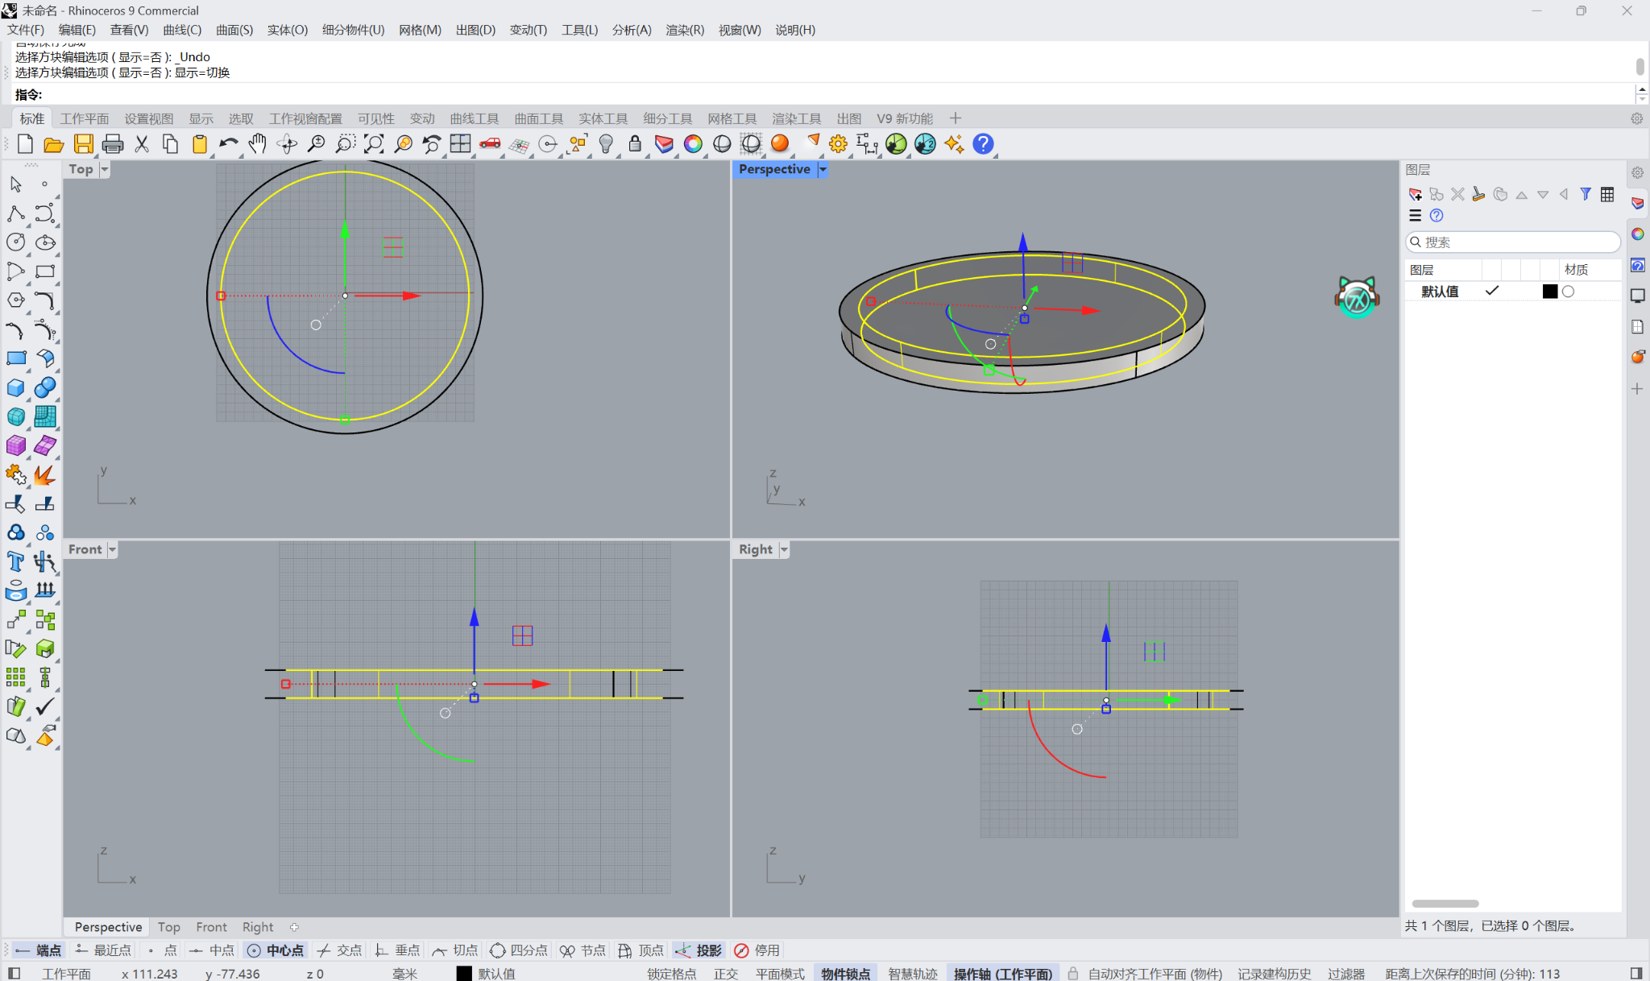 未命名 - Rhinoceros 9 Commercial
文件(F) 编辑(E) 查看(V) 曲线(C) 曲面(S) 实体(O) 细分物件(U) 网格(M) 出图(D) 变动(T) 工具(L) 分析(A) 渲染(R) 视窗(W) 说明(H)
自动保存完成
选择方块编辑选项 ( 显示=否 ): _Undo
选择方块编辑选项 ( 显示=否 ): 显示=切换
指令:
标准 工作平面 设置视图 显示 选取 工作视窗配置 可见性 变动 曲线工具 曲面工具 实体工具 细分工具 网格工具 渲染工具 出图 V9 新功能
Top
Perspective
图层
搜索
图层 材质
默认值
7X
y
x
z
y
x
Front
Right
z
x
z
y
Perspective Top Front Right
共 1 个图层，已选择 0 个图层。
端点 最近点 点 中点 中心点 交点 垂点 切点 四分点 节点 顶点 投影 停用
工作平面 x 111.243 y -77.436 z 0 毫米 默认值 锁定格点 正交 平面模式 物件锁点 智慧轨迹 操作轴 (工作平面) 自动对齐工作平面 (物件) 记录建构历史 过滤器 距离上次保存的时间 (分钟): 113